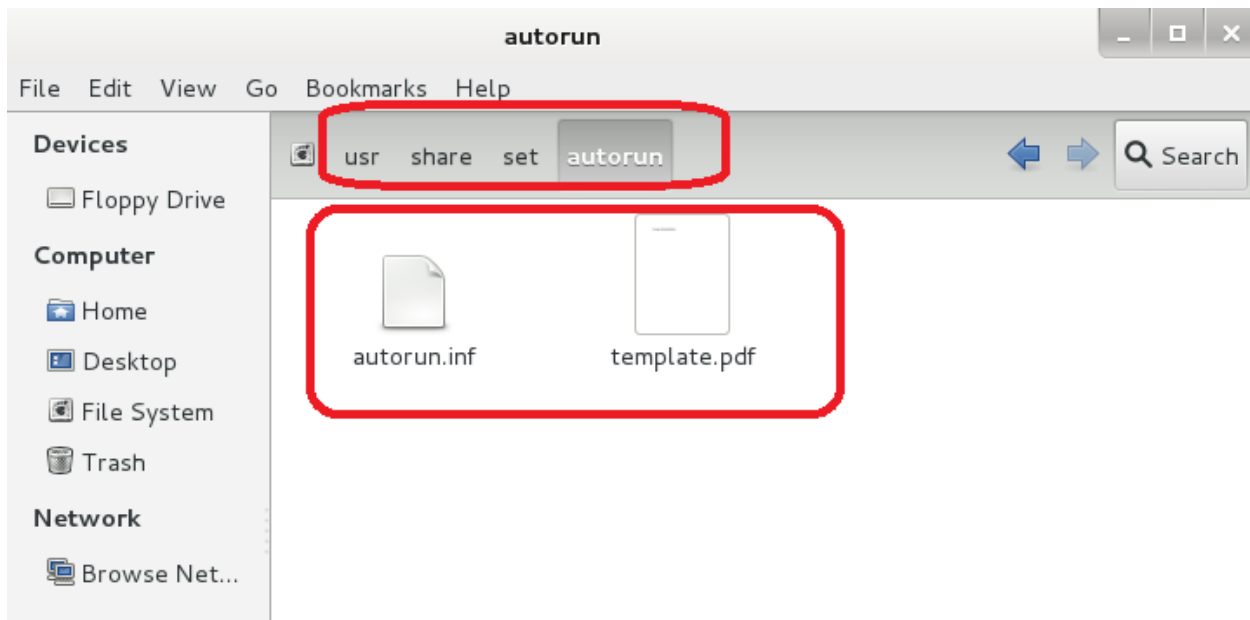 autorun
File Edit View Go Bookmarks Help
Devices
Floppy Drive
Computer
Home
Desktop
File System
Trash
Network
Browse Net...
usr share set autorun
Search
autorun.inf
template.pdf